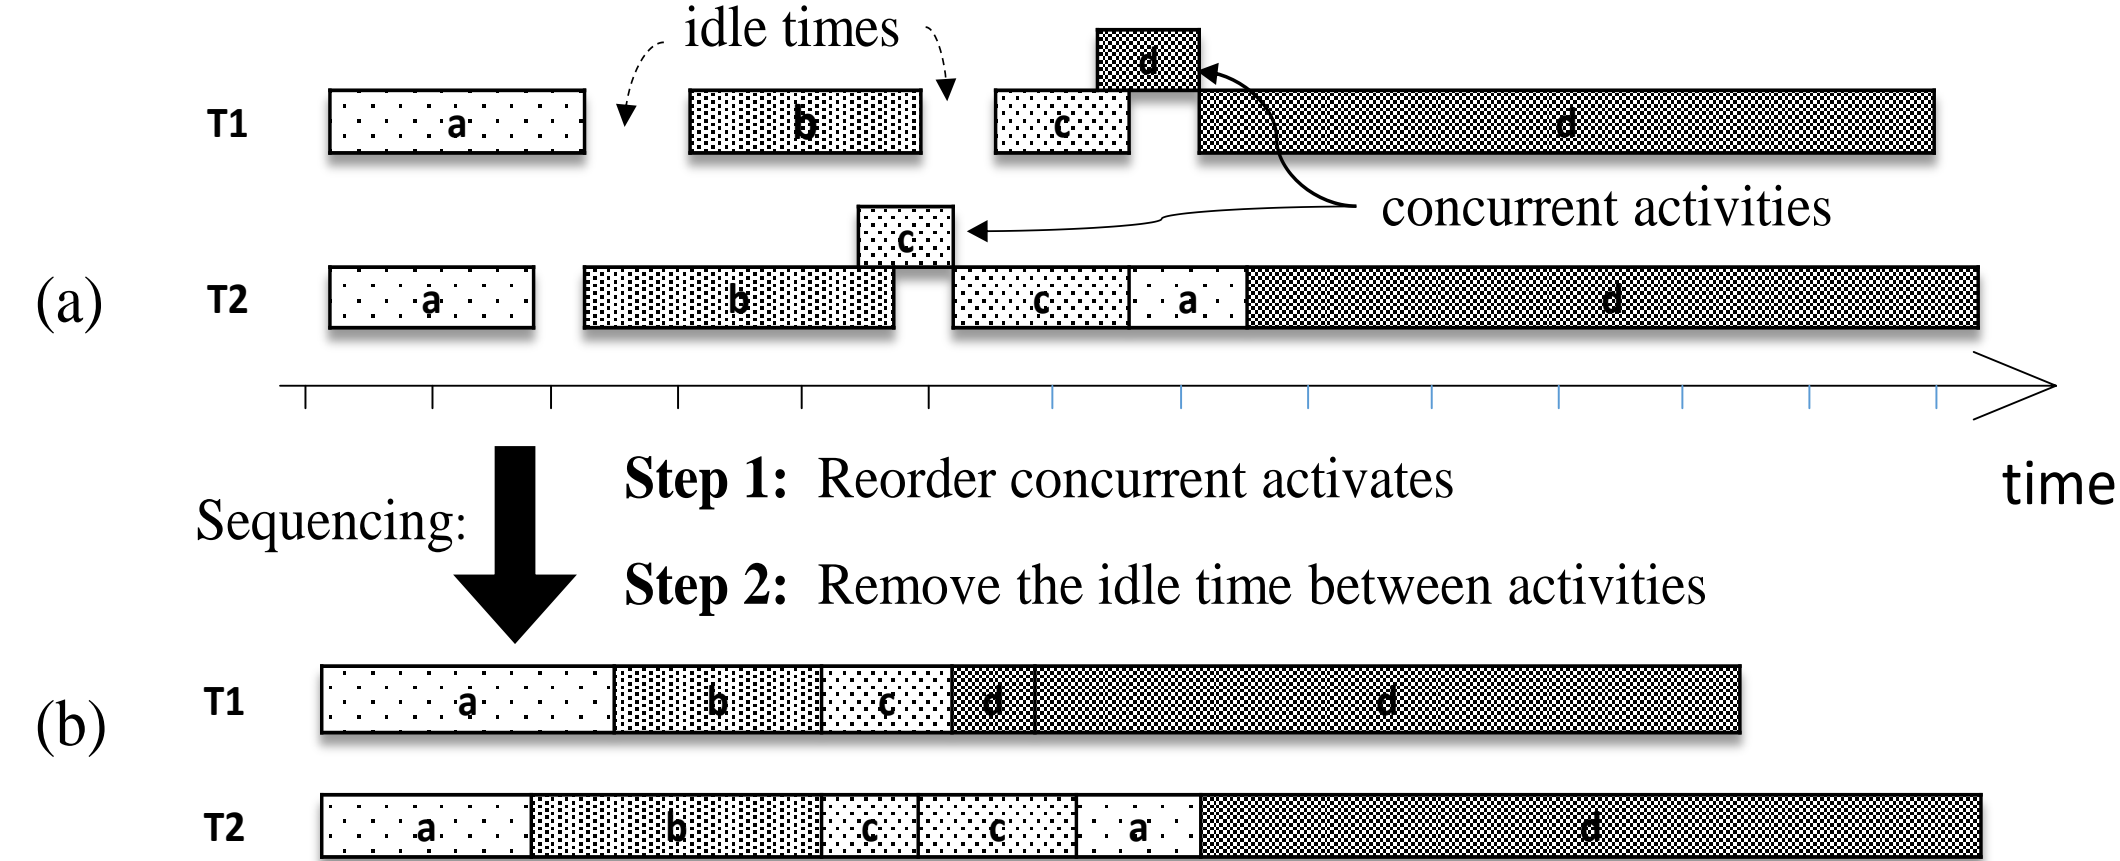 idle times
d
T1 a b c d
concurrent activities
c
(a) T2 a b c a d
time
Sequencing:
Step 1: Reorder concurrent activates
Step 2: Remove the idle time between activities
(b) T1 a b c d d
T2 a b c c a d